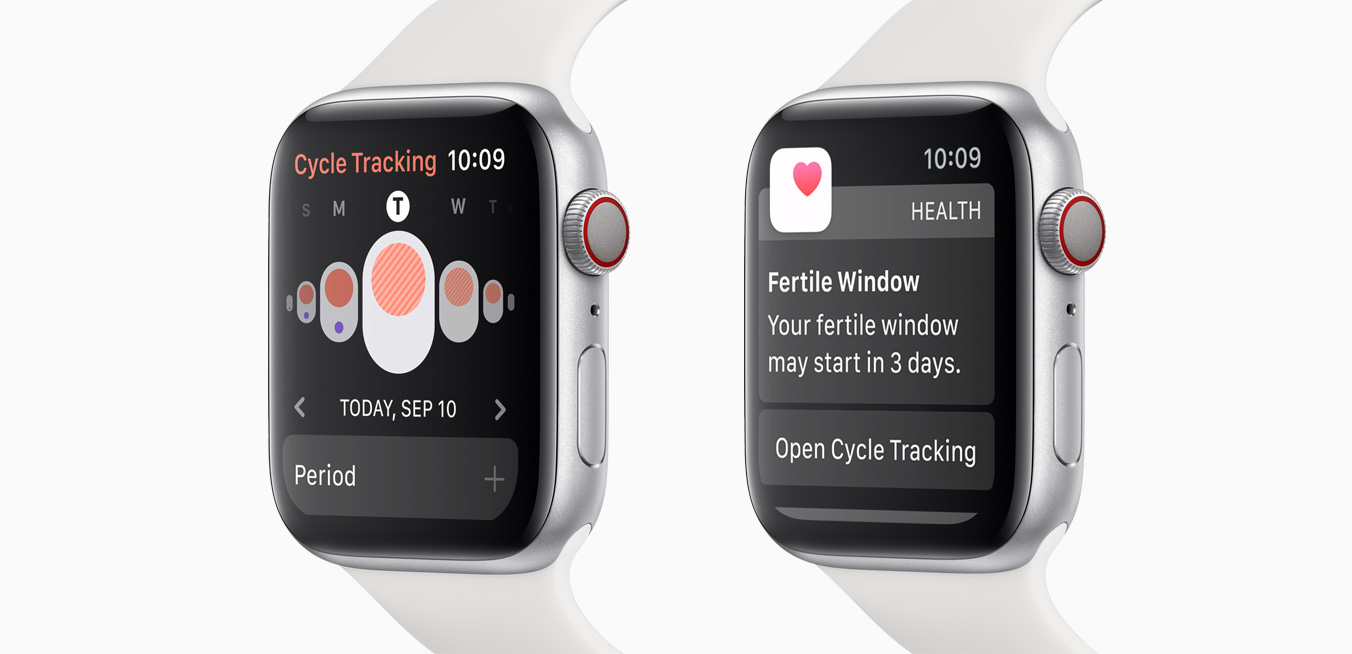 Cycle Tracking 10:09
S M T W T
TODAY, SEP 10
Period
10:09
HEALTH
Fertile Window
Your fertile window
may start in 3 days.
Open Cycle Tracking